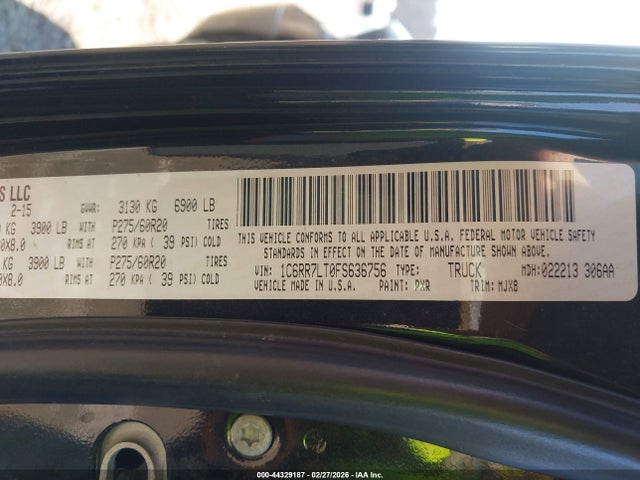 S LLC
2-15 GVWR: 3130 KG 6900 LB
KG 3900 LB P275/60R20 TIRES
0X8.0 RIMS AT 270 KPA ( 39 PSI) COLD
KG 3900 LB P275/60R20 TIRES
0X8.0 RIMS AT 270 KPA ( 39 PSI) COLD
THIS VEHICLE CONFORMS TO ALL APPLICABLE U.S.A. FEDERAL MOTOR VEHICLE SAFETY
STANDARDS IN EFFECT ON THE DATE OF MANUFACTURE SHOWN ABOVE.
VIN: 1C6RR7LT0FS636756 TYPE: TRUCK MDH: 022213 306AA
VEHICLE MADE IN U.S.A. PAINT: PXR TRIM: MJX8
000-44329187 - 02/27/2026 - IAA Inc.